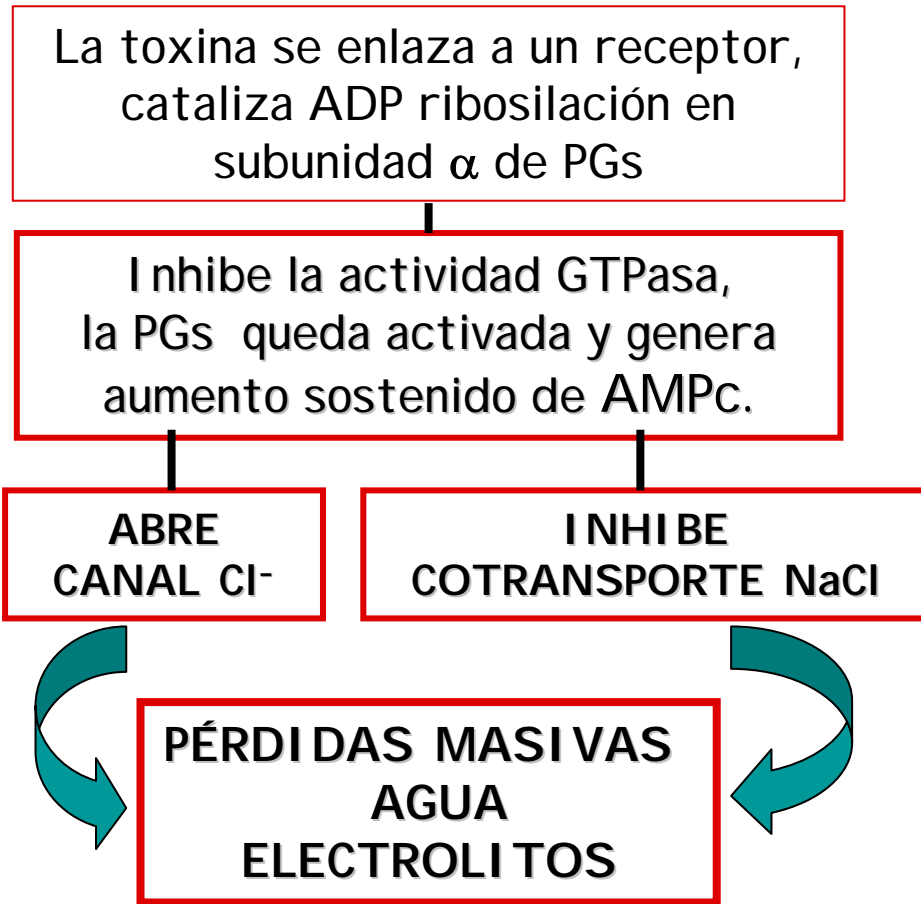 La toxina se enlaza a un receptor,
cataliza ADP ribosilación en
subunidad α de PGs
Inhibe la actividad GTPasa,
la PGs queda activada y genera
aumento sostenido de AMPc.
ABRE
CANAL Cl-
INHIBE
COTRANSPORTE NaCl
PÉRDIDAS MASIVAS
AGUA
ELECTROLITOS